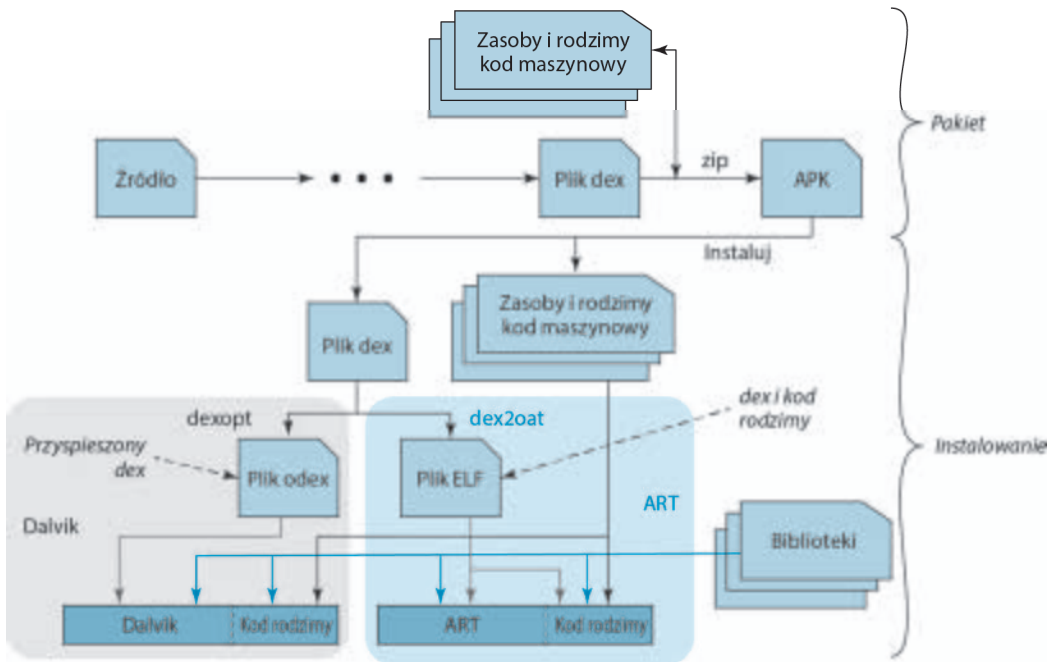 Zasoby i rodzimy
kod maszynowy
Pakiet
Źródło
Plik dex
zip
APK
Instaluj
Zasoby i rodzimy
kod maszynowy
Plik dex
dexopt
dex2oat
dex i kod
rodzimy
Przyspieszony
dex
Plik odex
Plik ELF
Instalowanie
ART
Dalvik
Biblioteki
Dalvik
Kod rodzimy
ART
Kod rodzimy